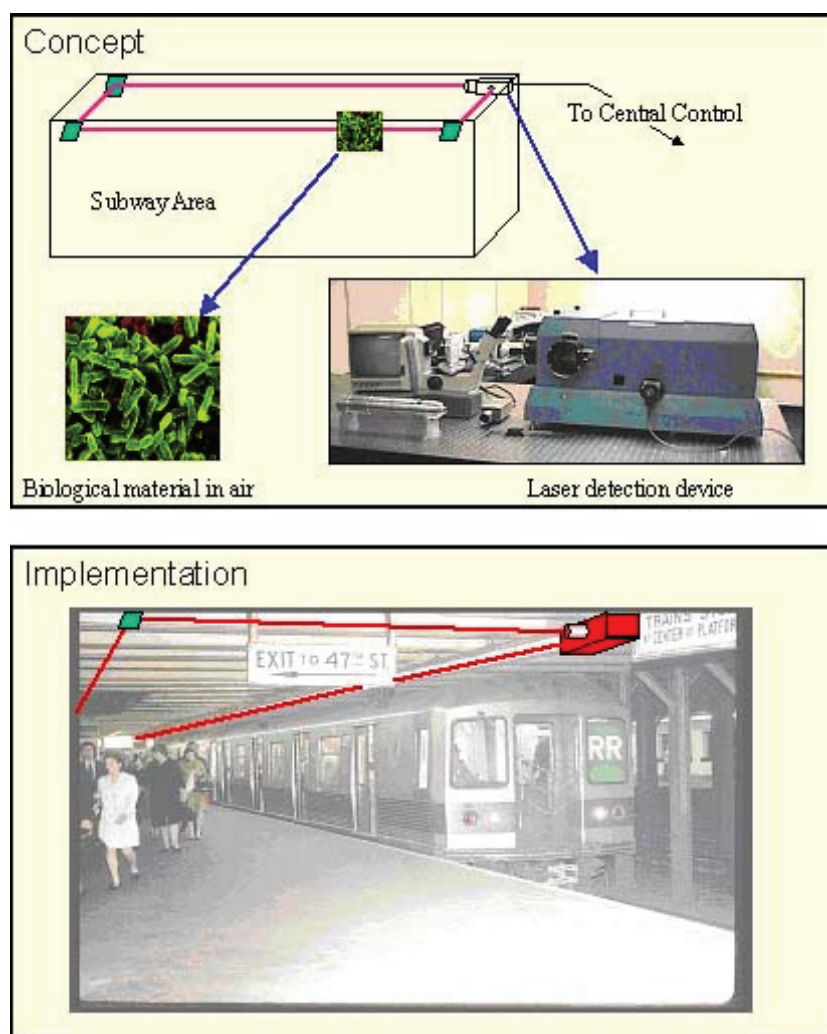 Concept
To Central Control
Subway Area
Biological material in air
Laser detection device
Implementation
EXIT TO 47TH ST.
TRAINS STOP
CENTER OF PLATFORM
RR